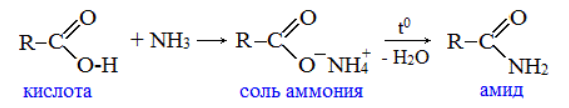 R–C(=O)O-H + NH3 → R–C(=O)O⁻NH4⁺ t⁰ → - H2O R–C(=O)NH2
кислота соль аммония амид